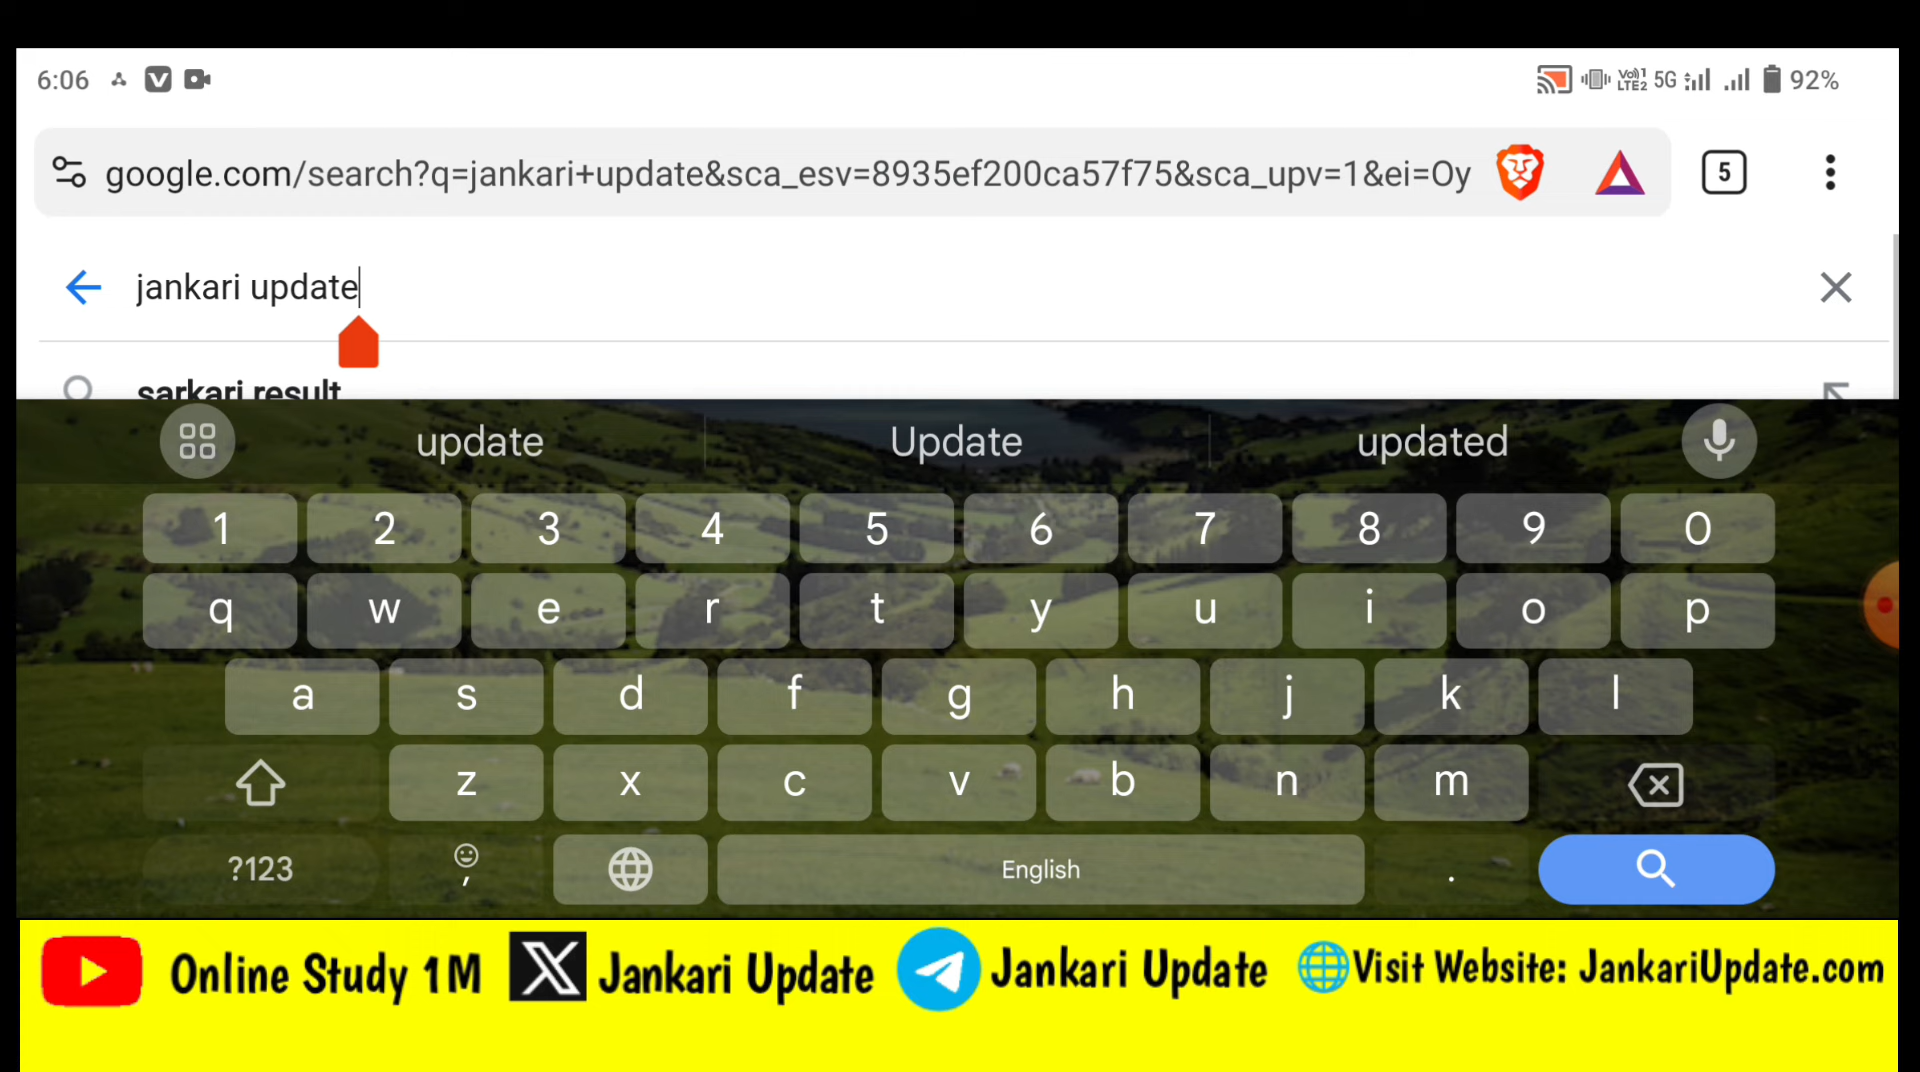 6:06 5G 92%
google.com/search?q=jankari+update&sca_esv=8935ef200ca57f75&sca_upv=1&ei=Oy 5
jankari update
sarkari result
update Update updated
1 2 3 4 5 6 7 8 9 0
q w e r t y u i o p
a s d f g h j k l
z x c v b n m
?123 , English .
Online Study 1M X Jankari Update Jankari Update Visit Website: JankariUpdate.com